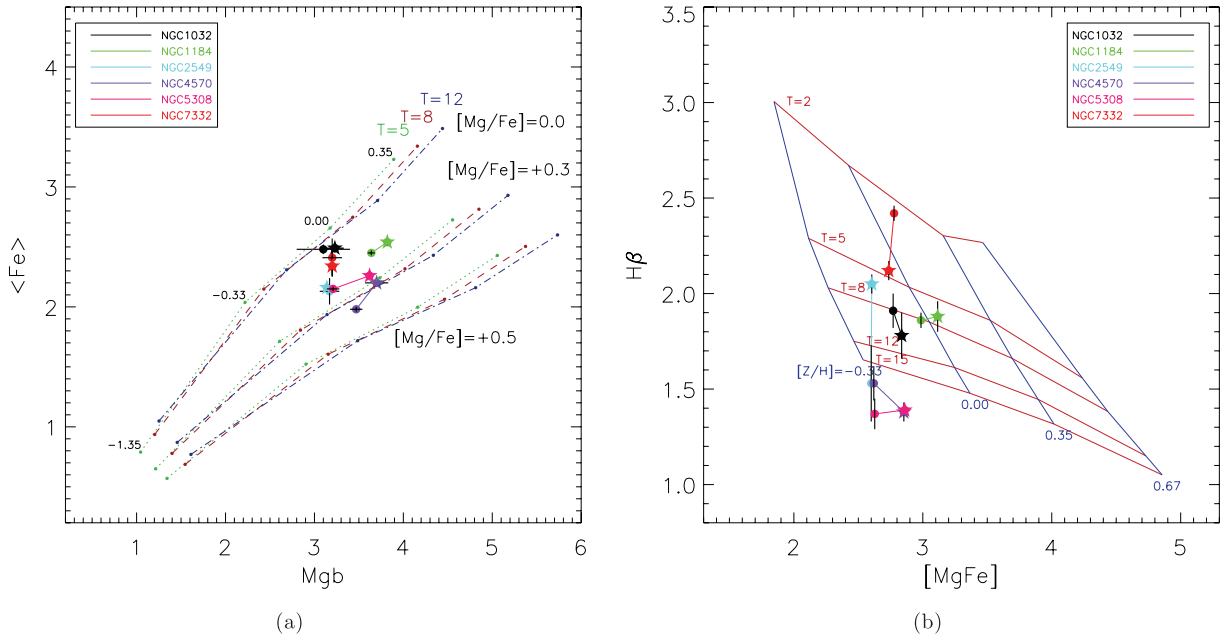 NGC1032
NGC1184
NGC2549
NGC4570
NGC5308
NGC7332
T=12
T=8
T=5
[Mg/Fe]=0.0
0.35
[Mg/Fe]=+0.3
0.00
-0.33
[Mg/Fe]=+0.5
-1.35
4
3
2
1
<Fe>
1 2 3 4 5 6
Mgb
(a)
NGC1032
NGC1184
NGC2549
NGC4570
NGC5308
NGC7332
3.5
3.0
2.5
2.0
1.5
1.0
Hβ
T=2
T=5
T=8
T=12
T=15
[Z/H]=-0.33
0.00
0.35
0.67
2 3 4 5
[MgFe]
(b)